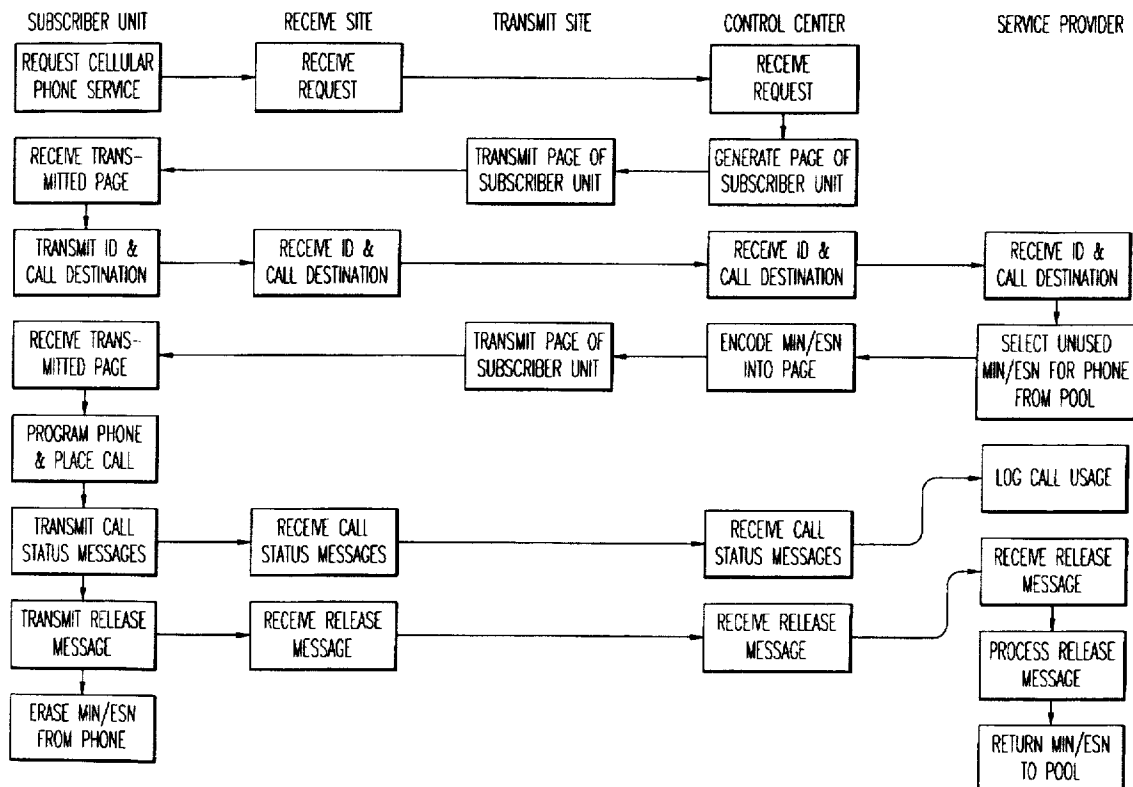 SUBSCRIBER UNIT
RECEIVE SITE
TRANSMIT SITE
CONTROL CENTER
SERVICE PROVIDER
REQUEST CELLULAR
PHONE SERVICE
RECEIVE
REQUEST
RECEIVE
REQUEST
RECEIVE TRANS-
MITTED PAGE
TRANSMIT PAGE OF
SUBSCRIBER UNIT
GENERATE PAGE OF
SUBSCRIBER UNIT
TRANSMIT ID &
CALL DESTINATION
RECEIVE ID &
CALL DESTINATION
RECEIVE ID &
CALL DESTINATION
RECEIVE ID &
CALL DESTINATION
RECEIVE TRANS-
MITTED PAGE
TRANSMIT PAGE OF
SUBSCRIBER UNIT
ENCODE MIN/ESN
INTO PAGE
SELECT UNUSED
MIN/ESN FOR PHONE
FROM POOL
PROGRAM PHONE
& PLACE CALL
LOG CALL USAGE
TRANSMIT CALL
STATUS MESSAGES
RECEIVE CALL
STATUS MESSAGES
RECEIVE CALL
STATUS MESSAGES
RECEIVE RELEASE
MESSAGE
TRANSMIT RELEASE
MESSAGE
RECEIVE RELEASE
MESSAGE
RECEIVE RELEASE
MESSAGE
PROCESS RELEASE
MESSAGE
ERASE MIN/ESN
FROM PHONE
RETURN MIN/ESN
TO POOL